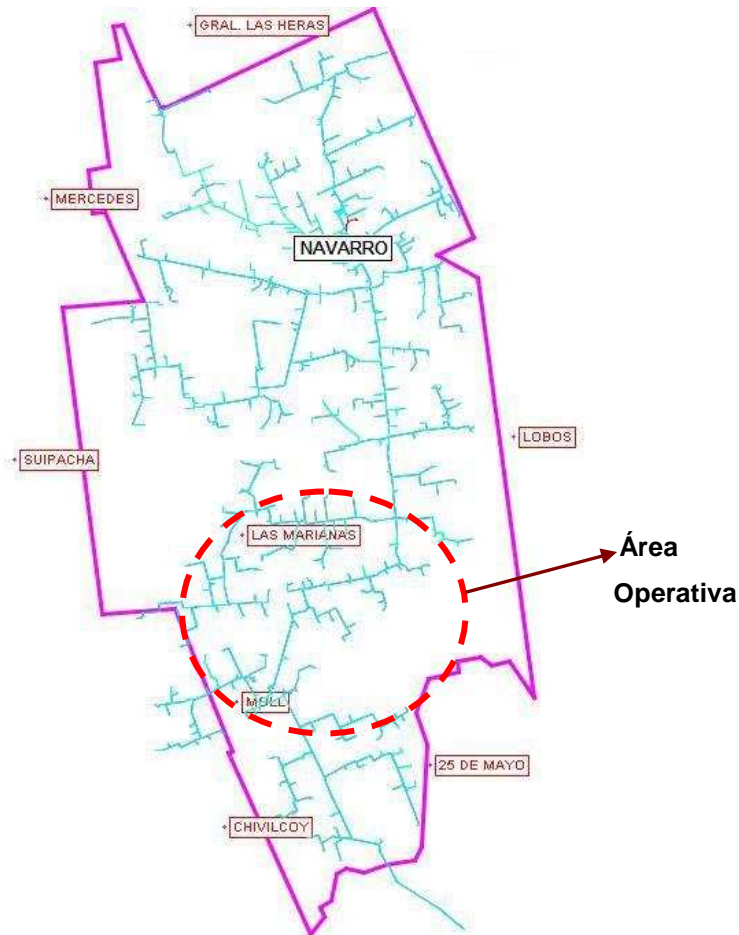 GRAL. LAS HERAS
MERCEDES
NAVARRO
LOBOS
SUIPACHA
LAS MARIANAS
Área
Operativa
MOLL
25 DE MAYO
CHIVILCOY